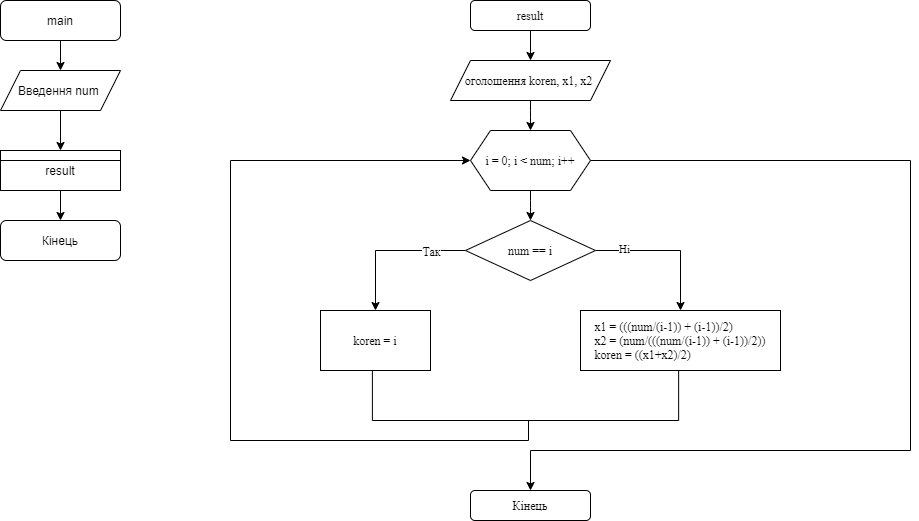 main
Введення num
result
Кінець
result
оголошення koren, x1, x2
i = 0; i < num; i++
num == i
Так
Ні
koren = i
x1 = (((num/(i-1)) + (i-1))/2)
x2 = (num/(((num/(i-1)) + (i-1))/2))
koren = ((x1+x2)/2)
Кінець